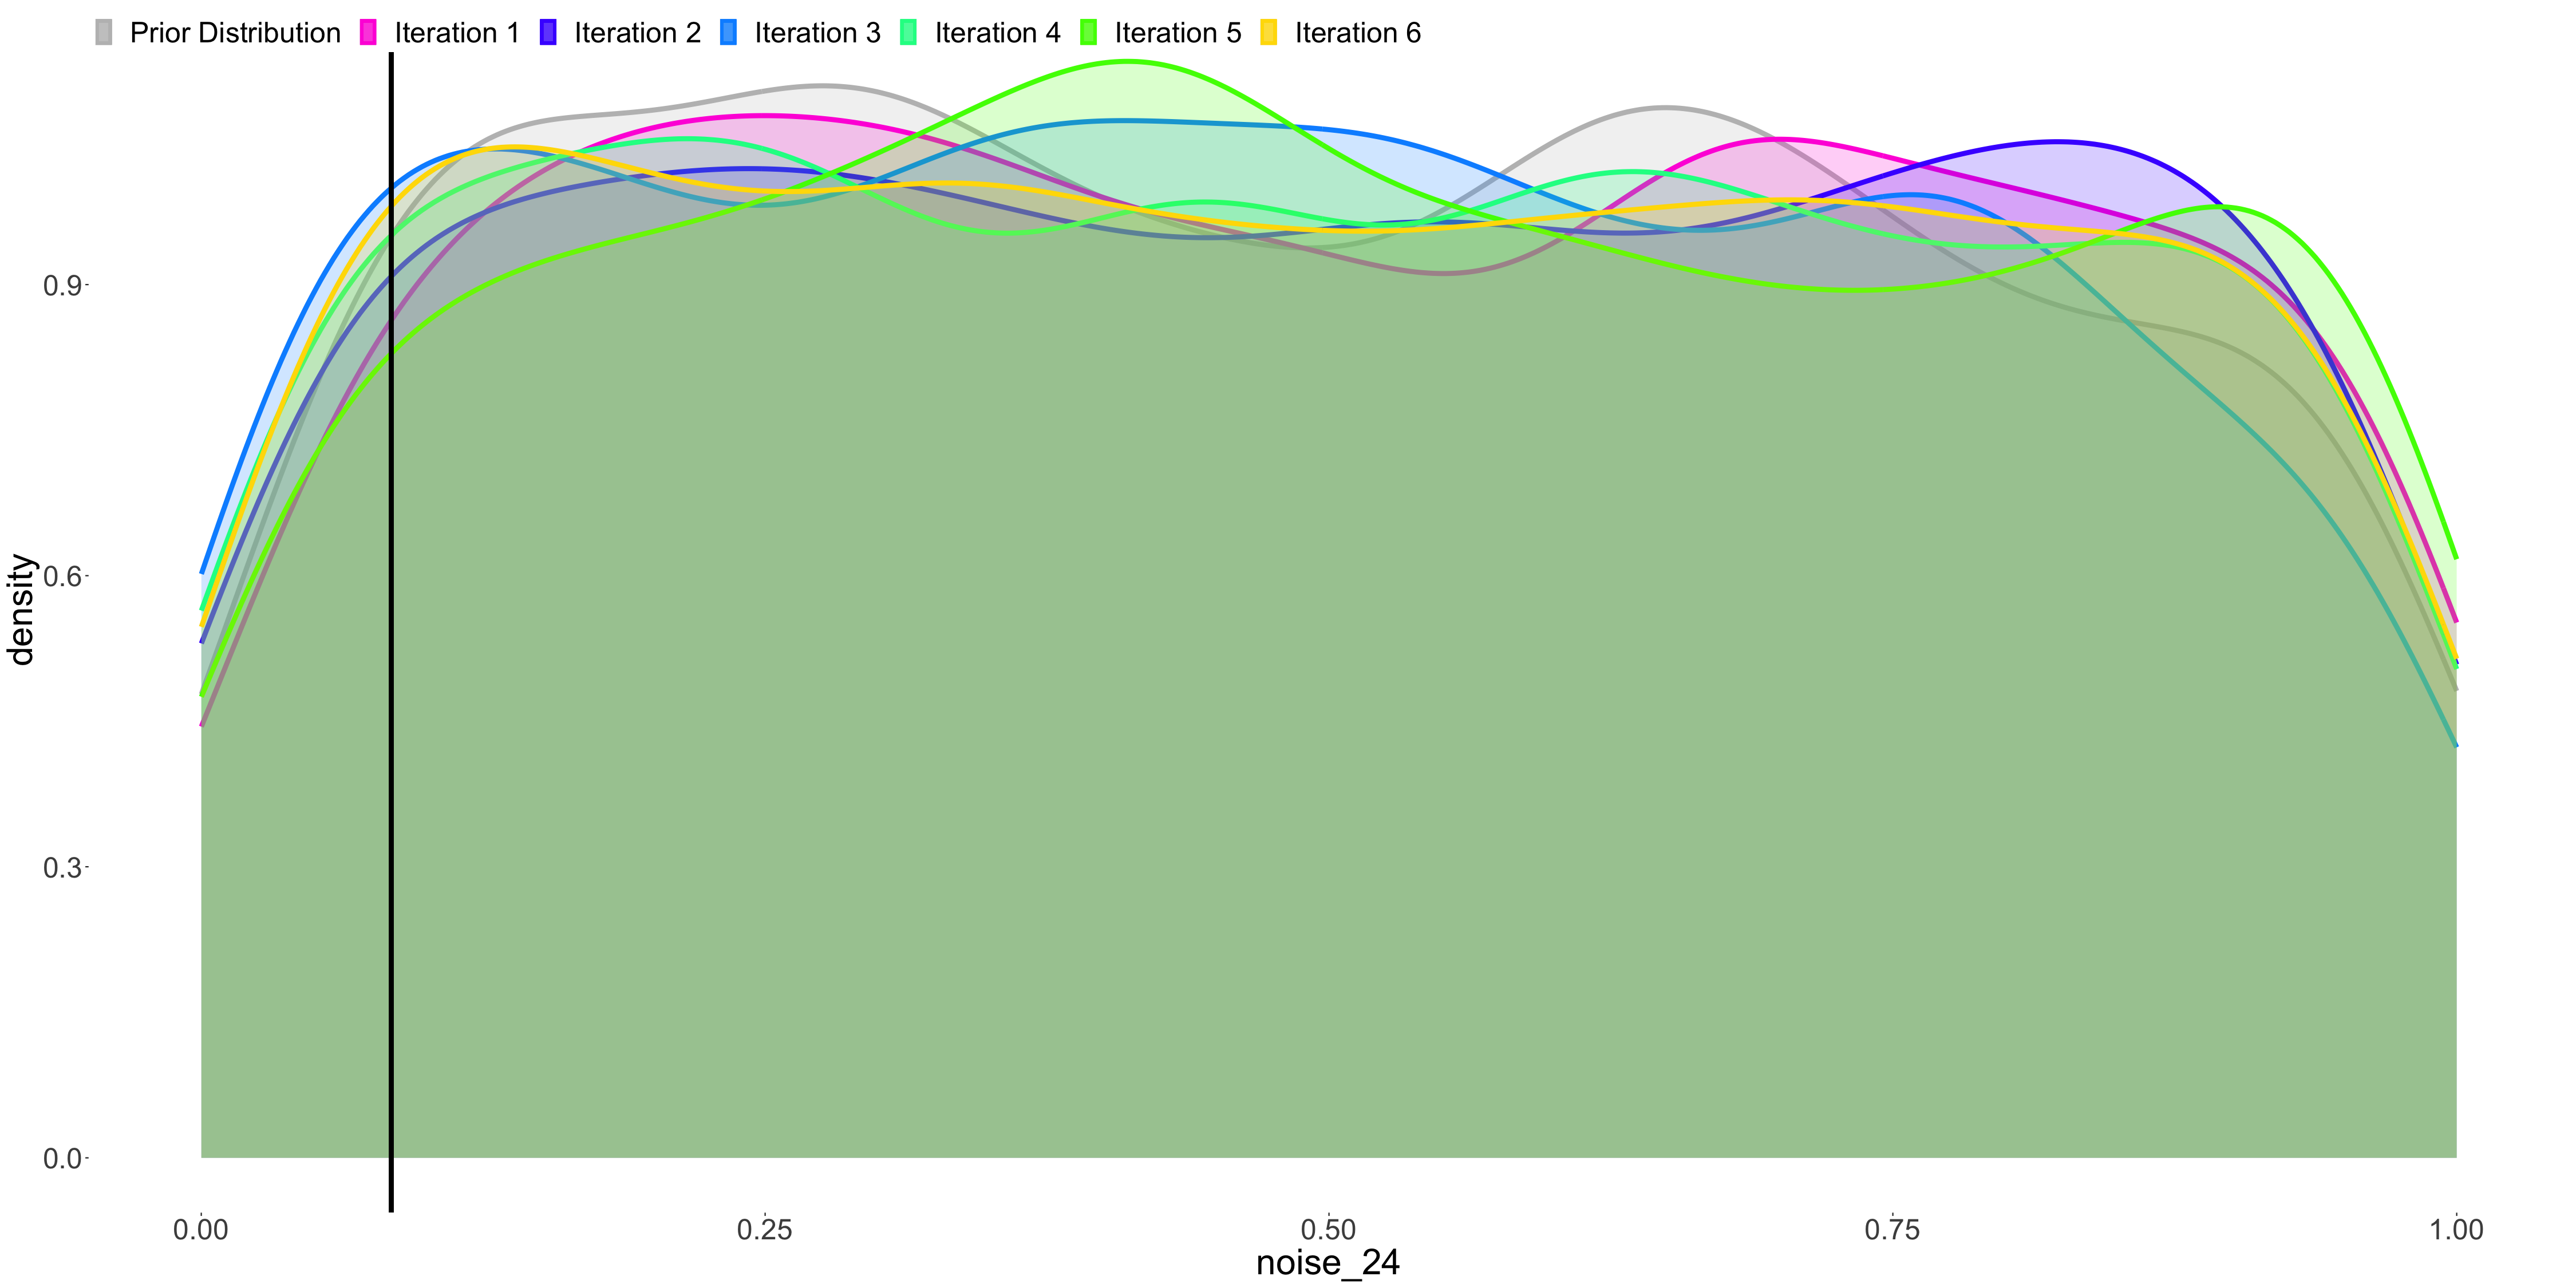 Prior Distribution Iteration 1 Iteration 2 Iteration 3 Iteration 4 Iteration 5 Iteration 6
density
0.9
0.6
0.3
0.0
0.00 0.25 0.50 0.75 1.00
noise_24